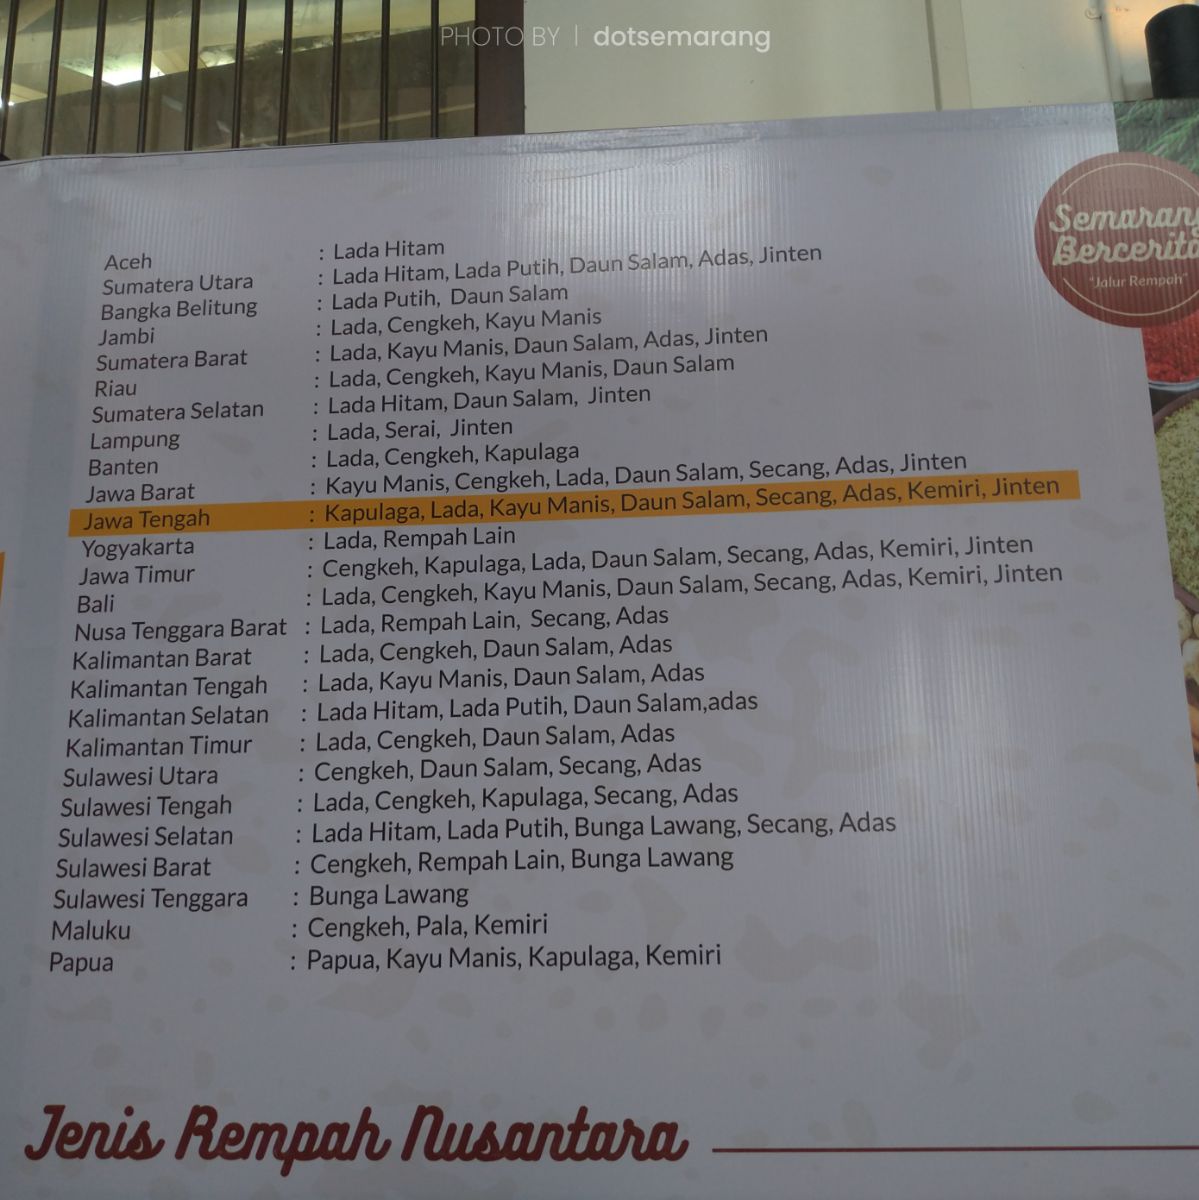 PHOTO BY | dotsemarang
Semarang
Bercerita
"Jalur Rempah"
Aceh : Lada Hitam
Sumatera Utara : Lada Hitam, Lada Putih, Daun Salam, Adas, Jinten
Bangka Belitung : Lada Putih, Daun Salam
Jambi : Lada, Cengkeh, Kayu Manis
Sumatera Barat : Lada, Kayu Manis, Daun Salam, Adas, Jinten
Riau : Lada, Cengkeh, Kayu Manis, Daun Salam
Sumatera Selatan : Lada Hitam, Daun Salam, Jinten
Lampung : Lada, Serai, Jinten
Banten : Lada, Cengkeh, Kapulaga
Jawa Barat : Kayu Manis, Cengkeh, Lada, Daun Salam, Secang, Adas, Jinten
Jawa Tengah : Kapulaga, Lada, Kayu Manis, Daun Salam, Secang, Adas, Kemiri, Jinten
Yogyakarta : Lada, Rempah Lain
Jawa Timur : Cengkeh, Kapulaga, Lada, Daun Salam, Secang, Adas, Kemiri, Jinten
Bali : Lada, Cengkeh, Kayu Manis, Daun Salam, Secang, Adas, Kemiri, Jinten
Nusa Tenggara Barat : Lada, Rempah Lain, Secang, Adas
Kalimantan Barat : Lada, Cengkeh, Daun Salam, Adas
Kalimantan Tengah : Lada, Kayu Manis, Daun Salam, Adas
Kalimantan Selatan : Lada Hitam, Lada Putih, Daun Salam,adas
Kalimantan Timur : Lada, Cengkeh, Daun Salam, Adas
Sulawesi Utara : Cengkeh, Daun Salam, Secang, Adas
Sulawesi Tengah : Lada, Cengkeh, Kapulaga, Secang, Adas
Sulawesi Selatan : Lada Hitam, Lada Putih, Bunga Lawang, Secang, Adas
Sulawesi Barat : Cengkeh, Rempah Lain, Bunga Lawang
Sulawesi Tenggara : Bunga Lawang
Maluku : Cengkeh, Pala, Kemiri
Papua : Papua, Kayu Manis, Kapulaga, Kemiri
Jenis Rempah Nusantara